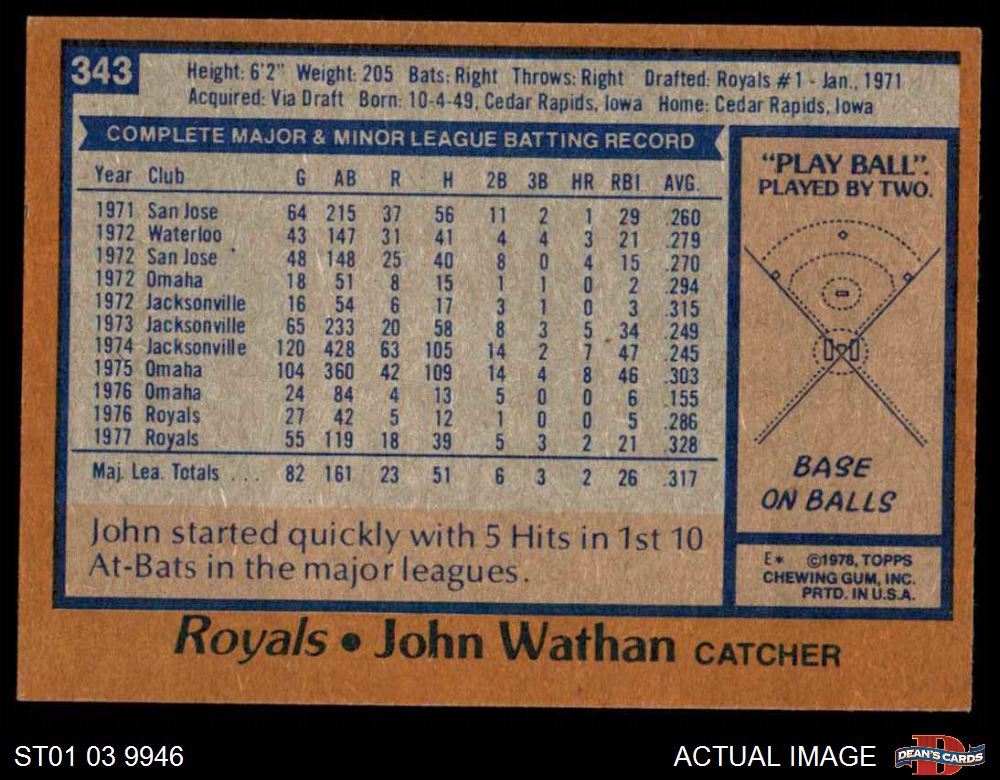 343
Height: 6'2" Weight: 205 Bats: Right Throws: Right Drafted: Royals #1 - Jan., 1971
Acquired: Via Draft Born: 10-4-49, Cedar Rapids, Iowa Home: Cedar Rapids, Iowa
COMPLETE MAJOR & MINOR LEAGUE BATTING RECORD
Year Club G AB R H 2B 3B HR RBI AVG.
1971 San Jose 64 215 37 56 11 2 1 29 .260
1972 Waterloo 43 147 31 41 4 4 3 21 .279
1972 San Jose 48 148 25 40 8 0 4 15 .270
1972 Omaha 18 51 8 15 1 1 0 2 .294
1972 Jacksonville 16 54 6 17 3 1 0 3 .315
1973 Jacksonville 65 233 20 58 8 3 5 34 .249
1974 Jacksonville 120 428 63 105 14 2 7 47 .245
1975 Omaha 104 360 42 109 14 4 8 46 .303
1976 Omaha 24 84 4 13 5 0 0 6 .155
1976 Royals 27 42 5 12 1 0 0 5 .286
1977 Royals 55 119 18 39 5 3 2 21 .328
Maj. Lea. Totals . . . 82 161 23 51 6 3 2 26 .317
John started quickly with 5 Hits in 1st 10
At-Bats in the major leagues.
"PLAY BALL".
PLAYED BY TWO.
BASE
ON BALLS
E* ©1978, TOPPS
CHEWING GUM, INC.
PRTD. IN U.S.A.
Royals • John Wathan CATCHER
ST01 03 9946
ACTUAL IMAGE
D
DEAN'S CARDS